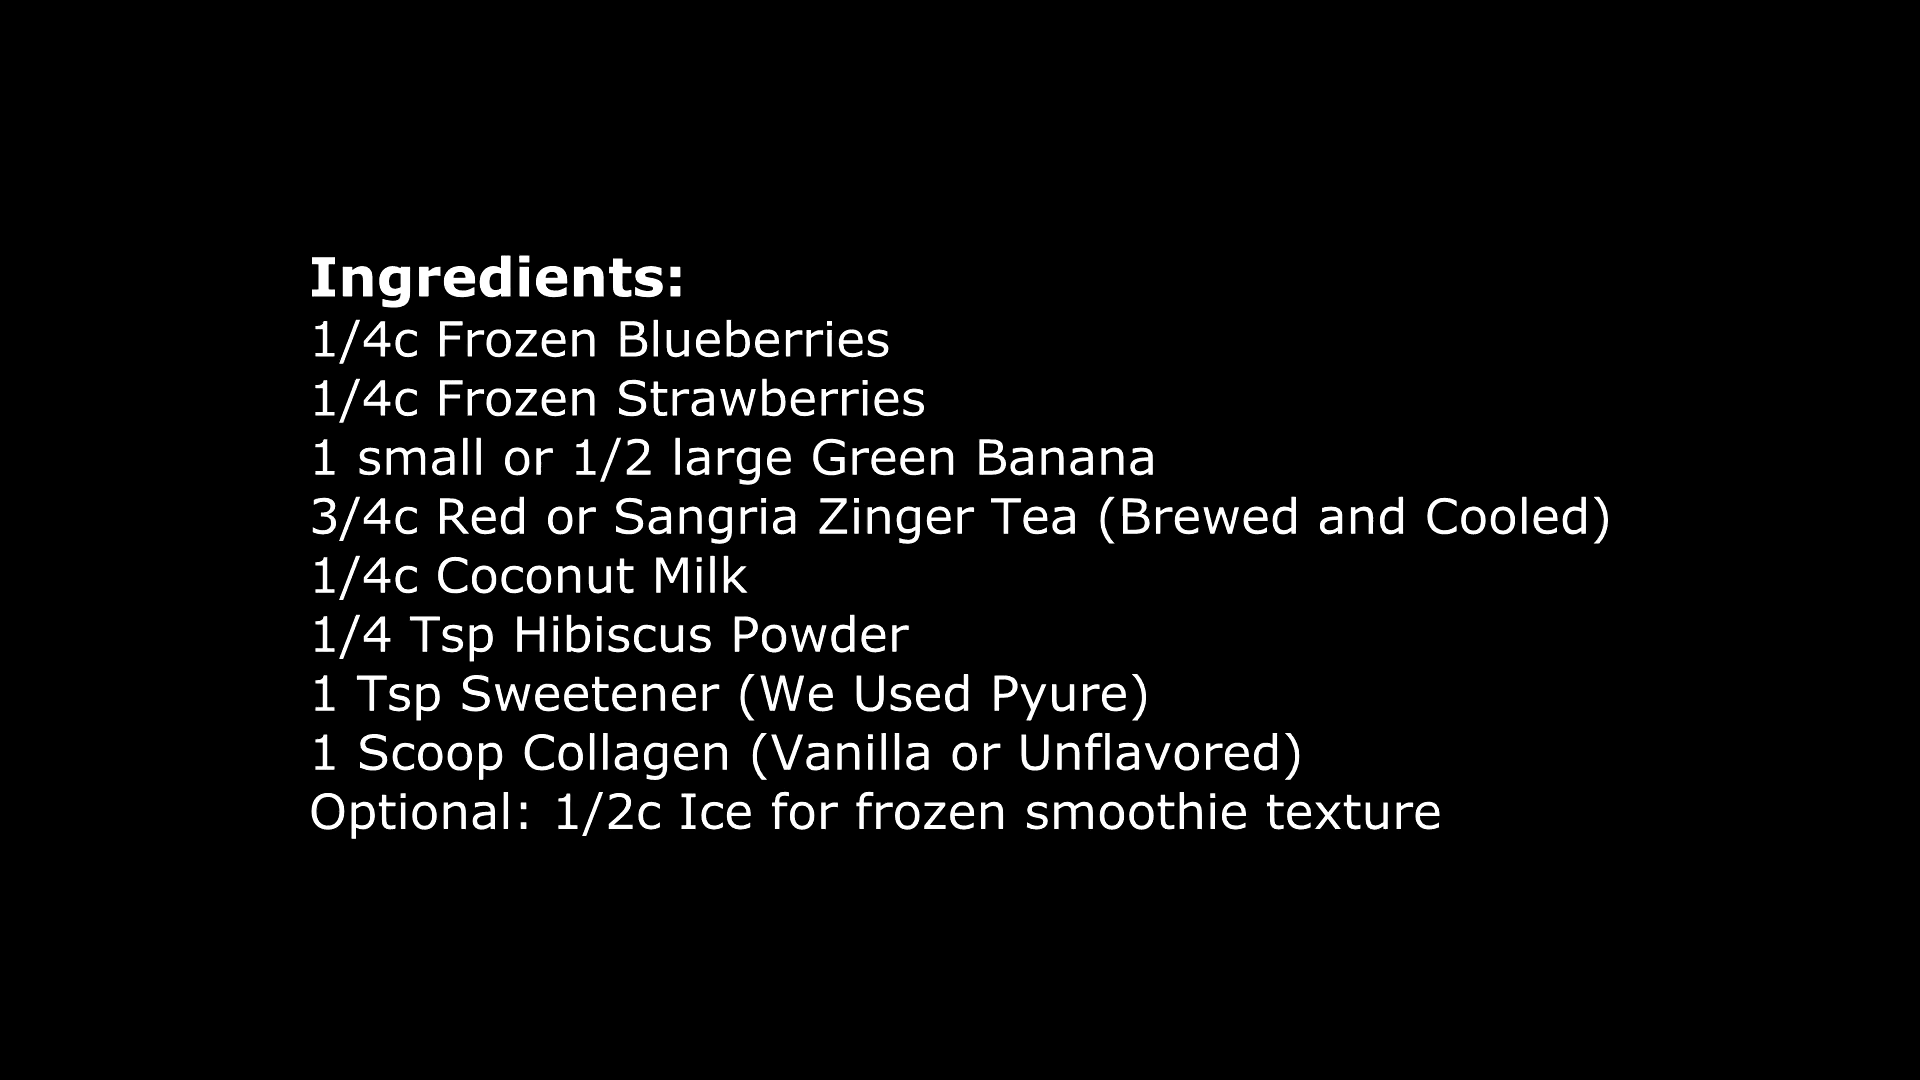 Ingredients:
1/4c Frozen Blueberries
1/4c Frozen Strawberries
1 small or 1/2 large Green Banana
3/4c Red or Sangria Zinger Tea (Brewed and Cooled)
1/4c Coconut Milk
1/4 Tsp Hibiscus Powder
1 Tsp Sweetener (We Used Pyure)
1 Scoop Collagen (Vanilla or Unflavored)
Optional: 1/2c Ice for frozen smoothie texture